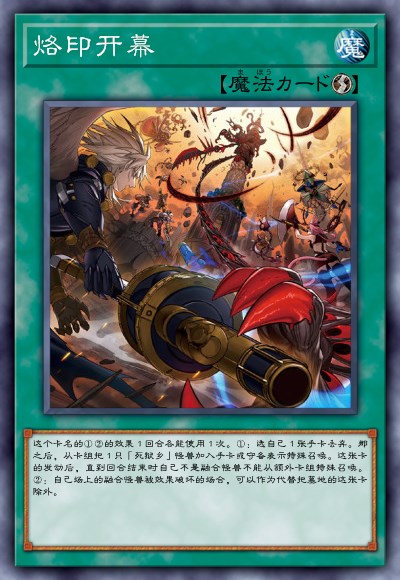 烙印开幕
魔
【魔法カード】
まほう
这个卡名的①②的效果1回合各能使用1次。①：选自己1张手卡丢弃。那
之后，从卡组把1只「死狱乡」怪兽加入手卡或守备表示特殊召唤。这张卡
的发动后，直到回合结束时自己不是融合怪兽不能从额外卡组特殊召唤。
②：自己场上的融合怪兽被效果破坏的场合，可以作为代替把墓地的这张卡
除外。